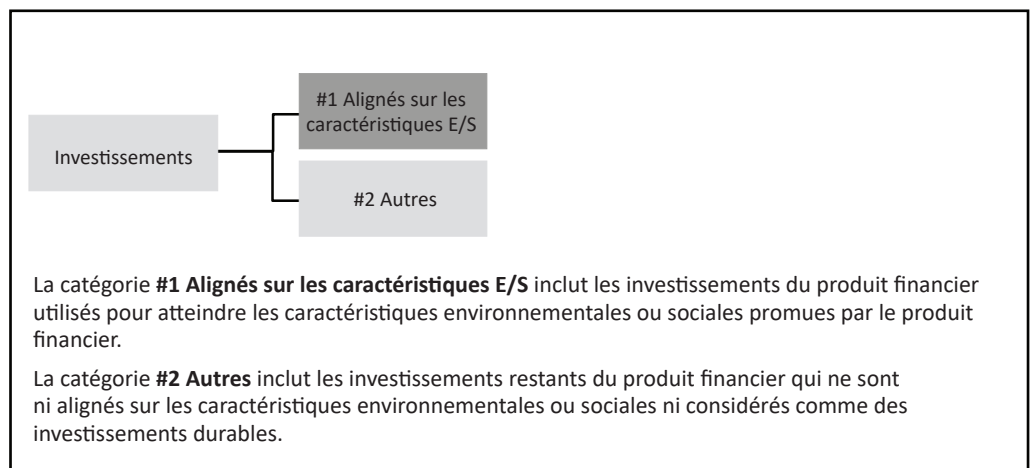 #1 Alignés sur les
caractéristiques E/S
Investissements
#2 Autres
La catégorie #1 Alignés sur les caractéristiques E/S inclut les investissements du produit financier
utilisés pour atteindre les caractéristiques environnementales ou sociales promues par le produit
financier.
La catégorie #2 Autres inclut les investissements restants du produit financier qui ne sont
ni alignés sur les caractéristiques environnementales ou sociales ni considérés comme des
investissements durables.